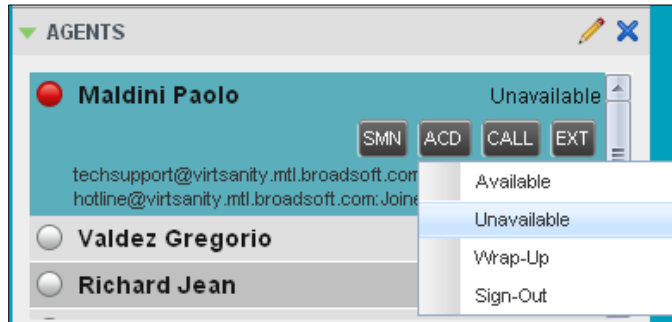 AGENTS
Maldini Paolo Unavailable
SMN ACD CALL EXT
techsupport@virtsanity.mtl.broadsoft.com
hotline@virtsanity.mtl.broadsoft.com:Joine
Available
Unavailable
Wrap-Up
Sign-Out
Valdez Gregorio
Richard Jean